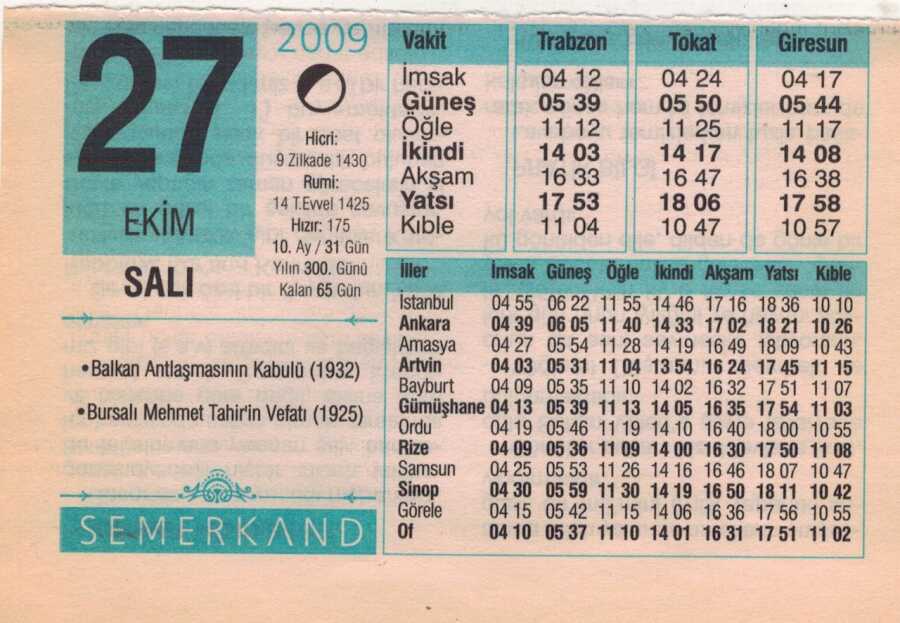 27
EKİM
SALI
2009
Hicri:
9 Zilkade 1430
Rumi:
14 T.Evvel 1425
Hızır: 175
10. Ay / 31 Gün
Yılın 300. Günü
Kalan 65 Gün
•Balkan Antlaşmasının Kabulü (1932)
•Bursalı Mehmet Tahir'in Vefatı (1925)
SEMERKAND
Vakit Trabzon Tokat Giresun
İmsak 04 12 04 24 04 17
Güneş 05 39 05 50 05 44
Öğle 11 12 11 25 11 17
İkindi 14 03 14 17 14 08
Akşam 16 33 16 47 16 38
Yatsı 17 53 18 06 17 58
Kıble 11 04 10 47 10 57
İller İmsak Güneş Öğle İkindi Akşam Yatsı Kıble
İstanbul 04 55 06 22 11 55 14 46 17 16 18 36 10 10
Ankara 04 39 06 05 11 40 14 33 17 02 18 21 10 26
Amasya 04 27 05 54 11 28 14 19 16 49 18 09 10 43
Artvin 04 03 05 31 11 04 13 54 16 24 17 45 11 15
Bayburt 04 09 05 35 11 10 14 02 16 32 17 51 11 07
Gümüşhane 04 13 05 39 11 13 14 05 16 35 17 54 11 03
Ordu 04 19 05 46 11 19 14 10 16 40 18 00 10 55
Rize 04 09 05 36 11 09 14 00 16 30 17 50 11 08
Samsun 04 25 05 53 11 26 14 16 16 46 18 07 10 47
Sinop 04 30 05 59 11 30 14 19 16 50 18 11 10 42
Görele 04 15 05 42 11 15 14 06 16 36 17 56 10 55
Of 04 10 05 37 11 10 14 01 16 31 17 51 11 02